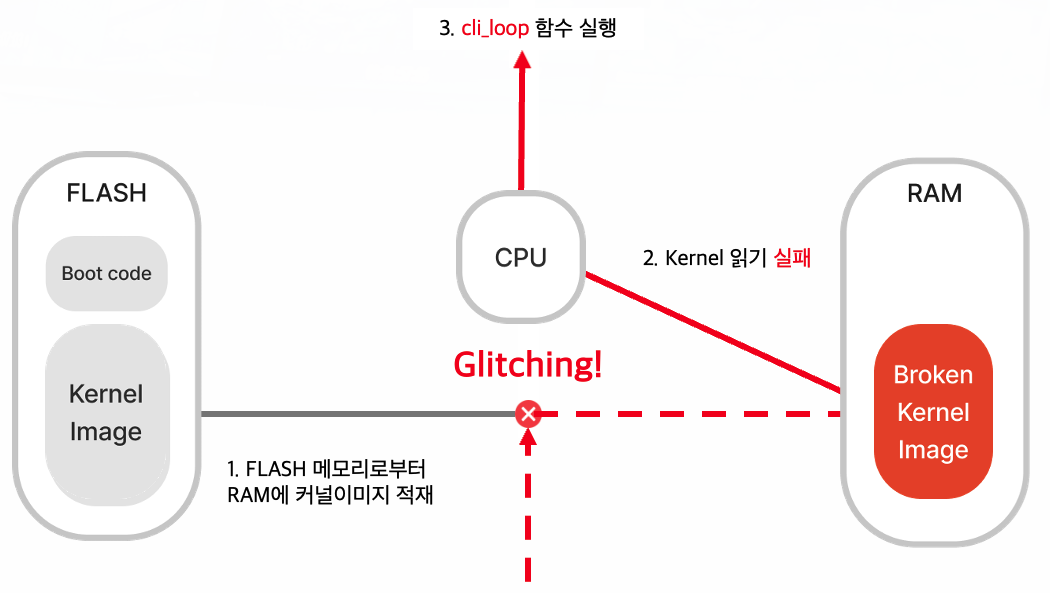 3. cli_loop 함수 실행
FLASH
Boot code
Kernel
Image
CPU
2. Kernel 읽기 실패
RAM
Broken
Kernel
Image
Glitching!
1. FLASH 메모리로부터
RAM에 커널이미지 적재